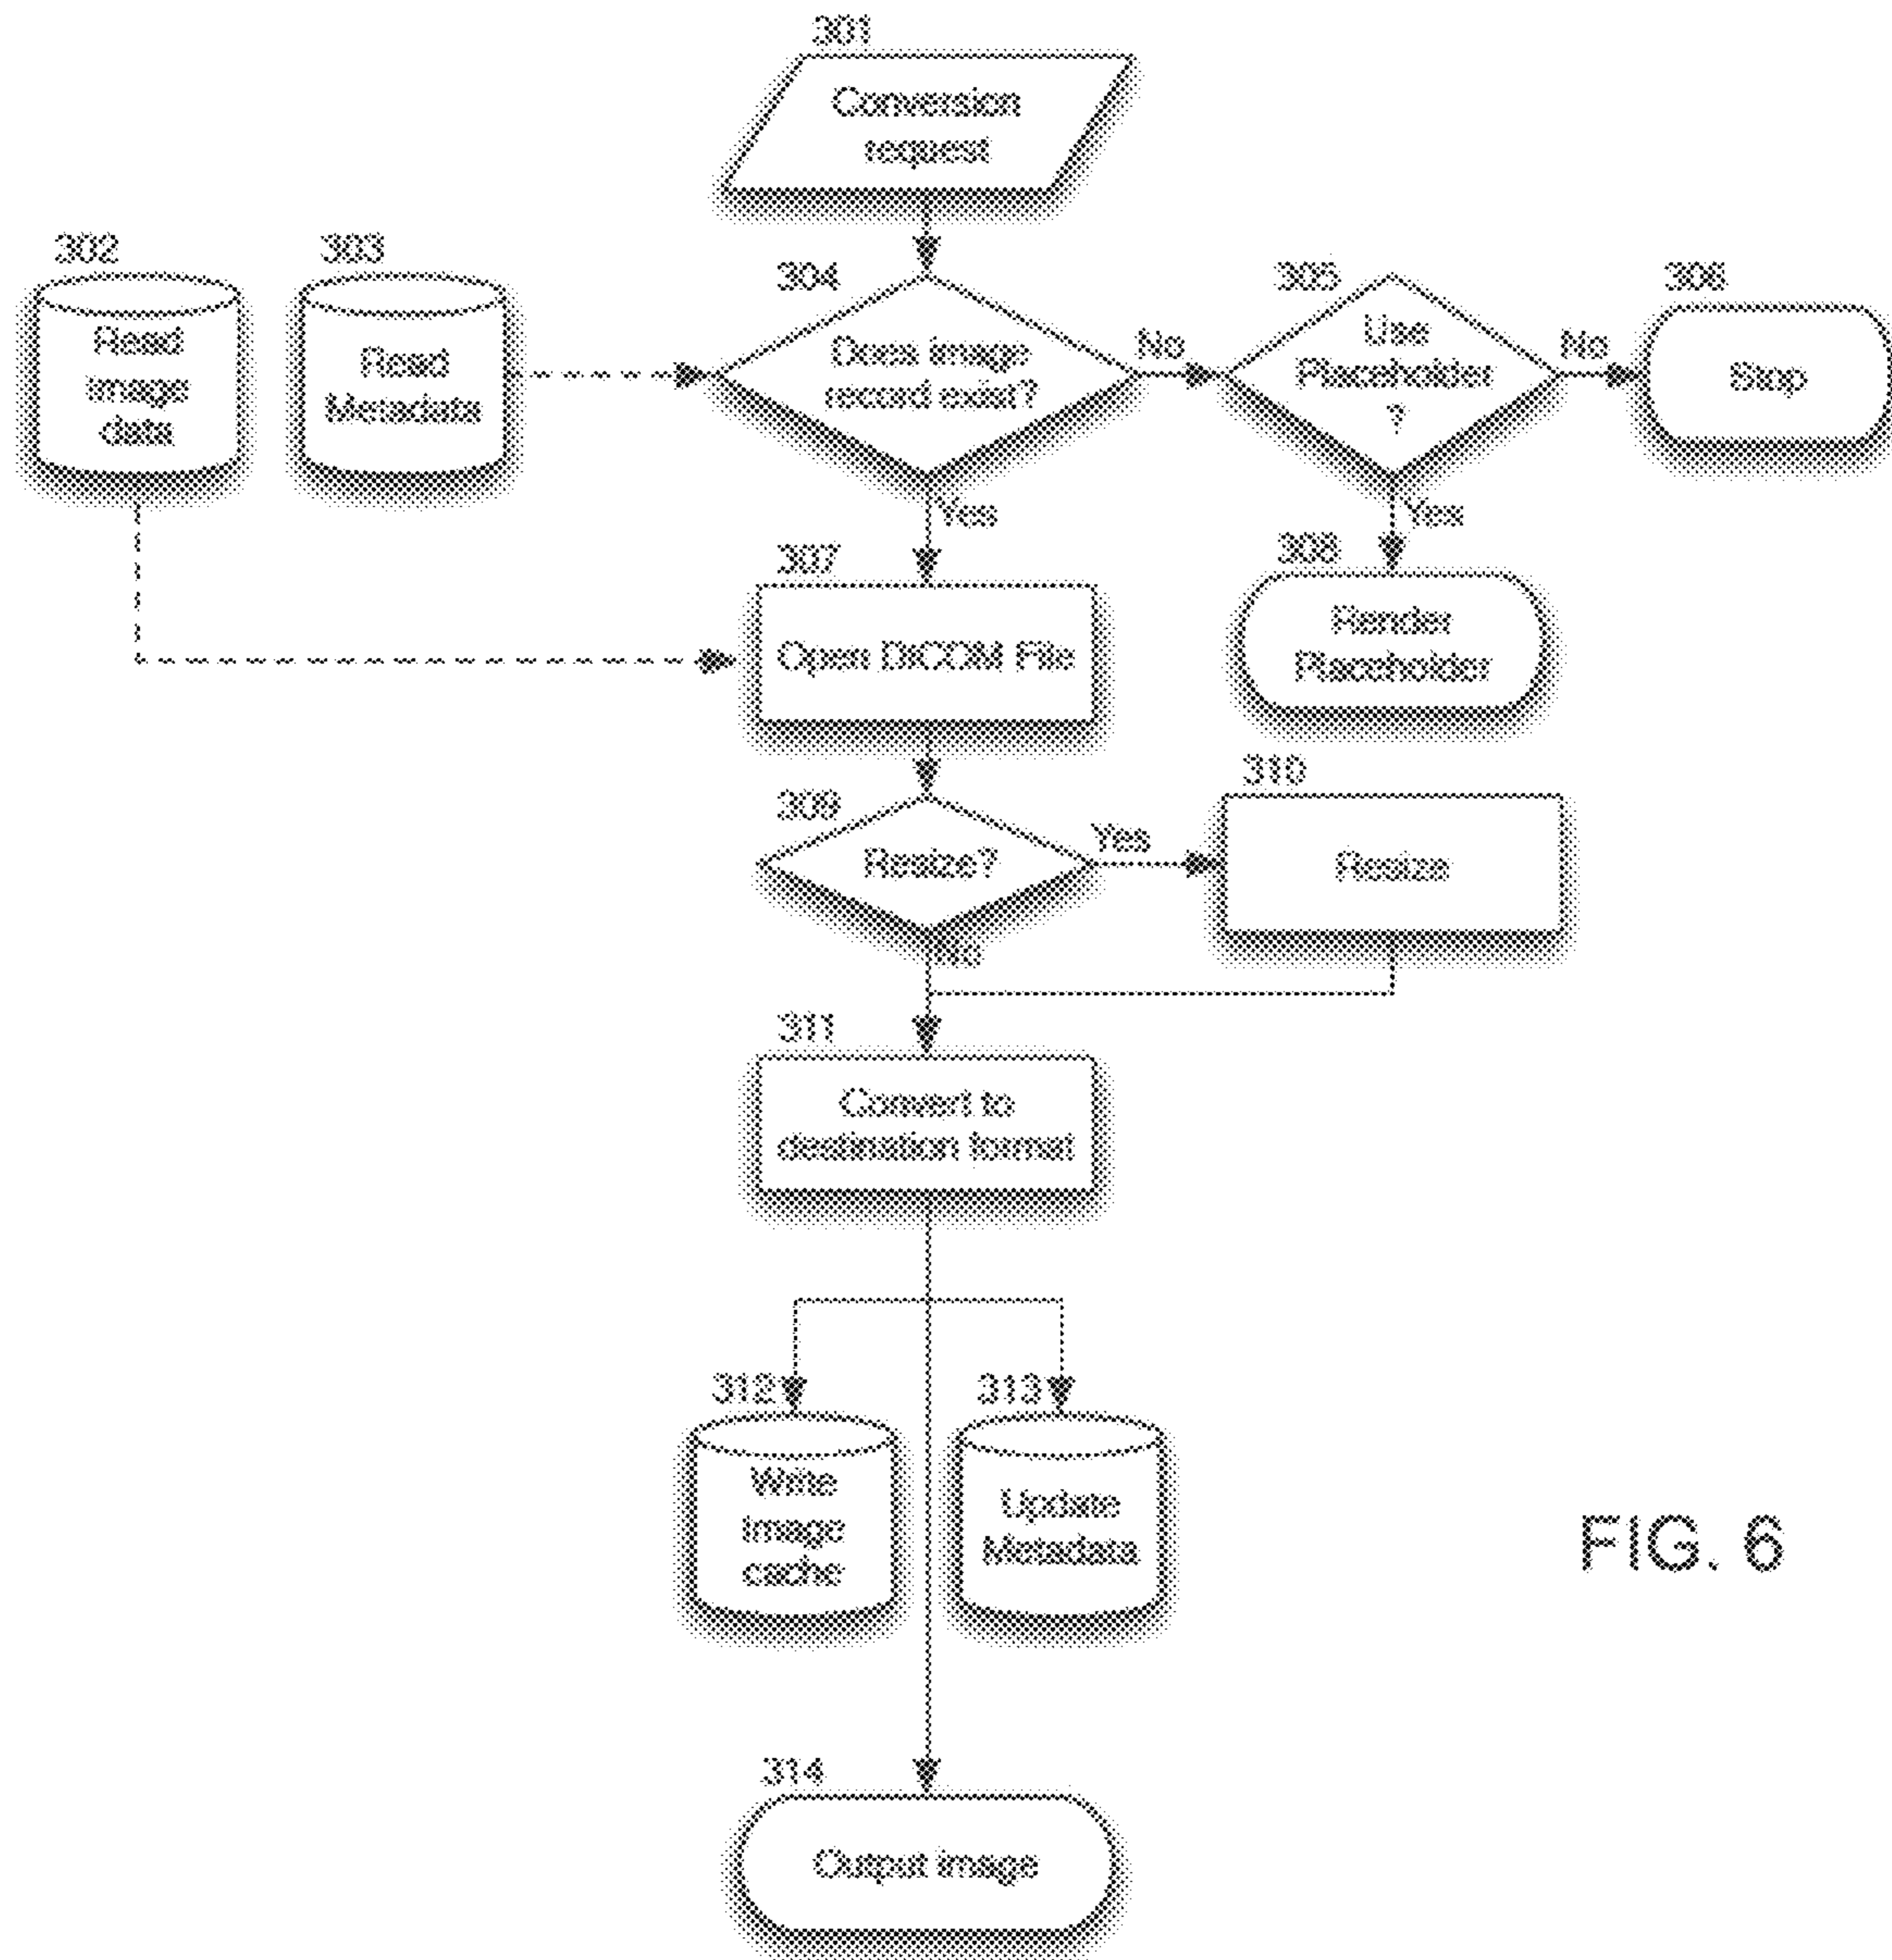 301
Conversion
request
302
Read
image
data
303
Read
Metadata
304
Does image
record exist?
No
305
Use
Placeholder
?
No
306
Stop
Yes
Yes
307
Open DICOM File
308
Render
Placeholder
309
Resize?
Yes
310
Resize
No
311
Convert to
destination format
312
Write
image
cache
313
Update
Metadata
FIG. 6
314
Output image